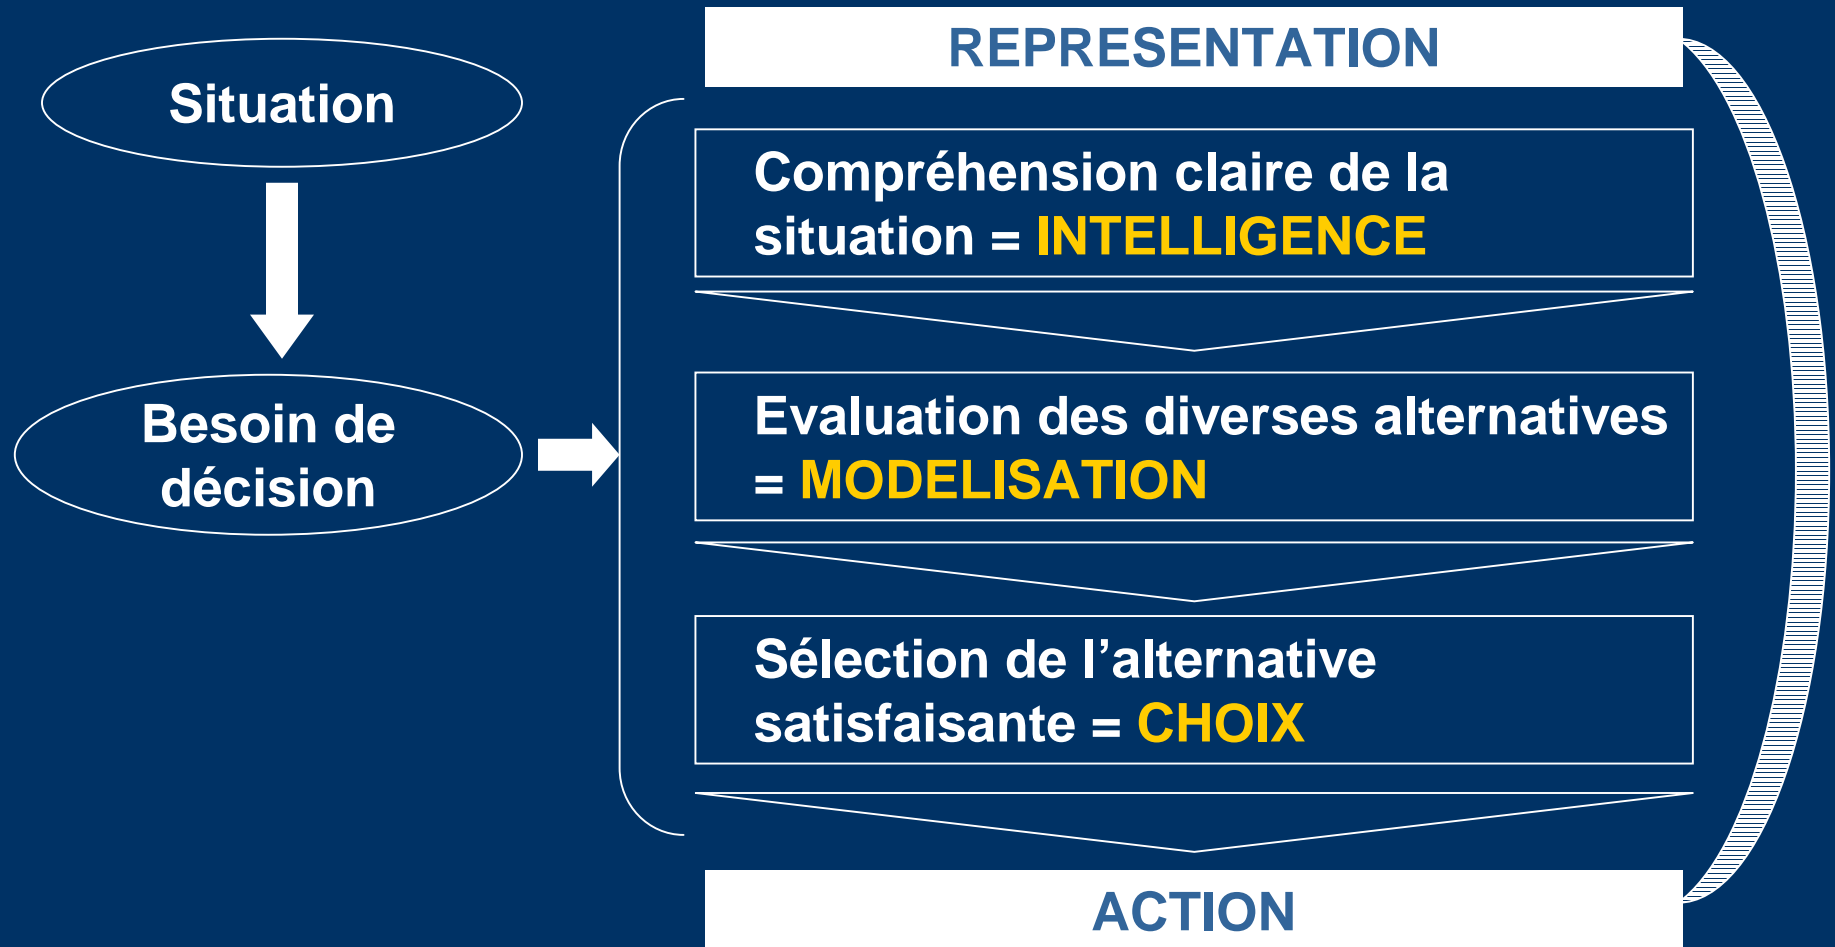 Situation
Besoin de
décision
REPRESENTATION
Compréhension claire de la
situation = INTELLIGENCE
Evaluation des diverses alternatives
= MODELISATION
Sélection de l’alternative
satisfaisante = CHOIX
ACTION